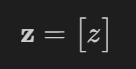 𝐳 = [𝑧]